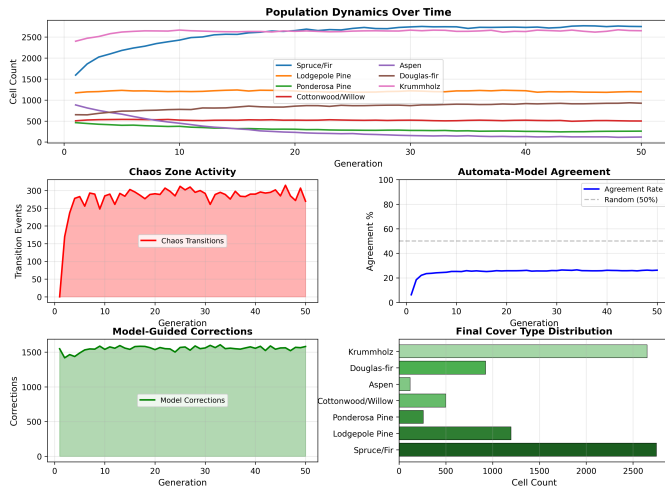 Population Dynamics Over Time
Cell Count
2500
2000
1500
1000
500
0
Spruce/Fir
Lodgepole Pine
Ponderosa Pine
Cottonwood/Willow
Aspen
Douglas-fir
Krummholz
0 10 20 30 40 50
Generation
Chaos Zone Activity
Transition Events
300
250
200
150
100
50
0
Chaos Transitions
0 10 20 30 40 50
Generation
Automata-Model Agreement
Agreement %
100
80
60
40
20
0
Agreement Rate
Random (50%)
0 10 20 30 40 50
Generation
Model-Guided Corrections
Corrections
1500
1000
500
0
Model Corrections
0 10 20 30 40 50
Generation
Final Cover Type Distribution
Krummholz
Douglas-fir
Aspen
Cottonwood/Willow
Ponderosa Pine
Lodgepole Pine
Spruce/Fir
0 500 1000 1500 2000 2500
Cell Count